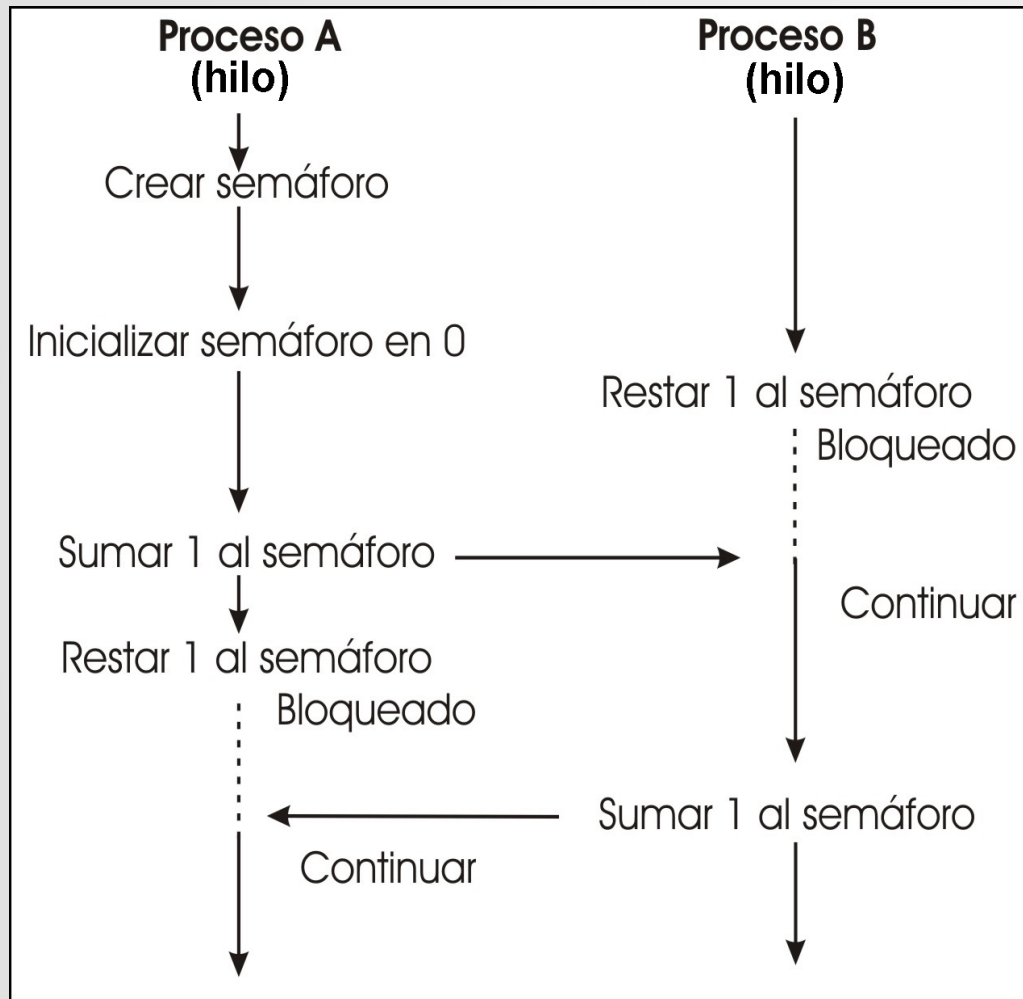 Proceso A
(hilo)
Crear semáforo
Inicializar semáforo en 0
Sumar 1 al semáforo
Restar 1 al semáforo
Bloqueado
Continuar
Proceso B
(hilo)
Restar 1 al semáforo
Bloqueado
Continuar
Sumar 1 al semáforo